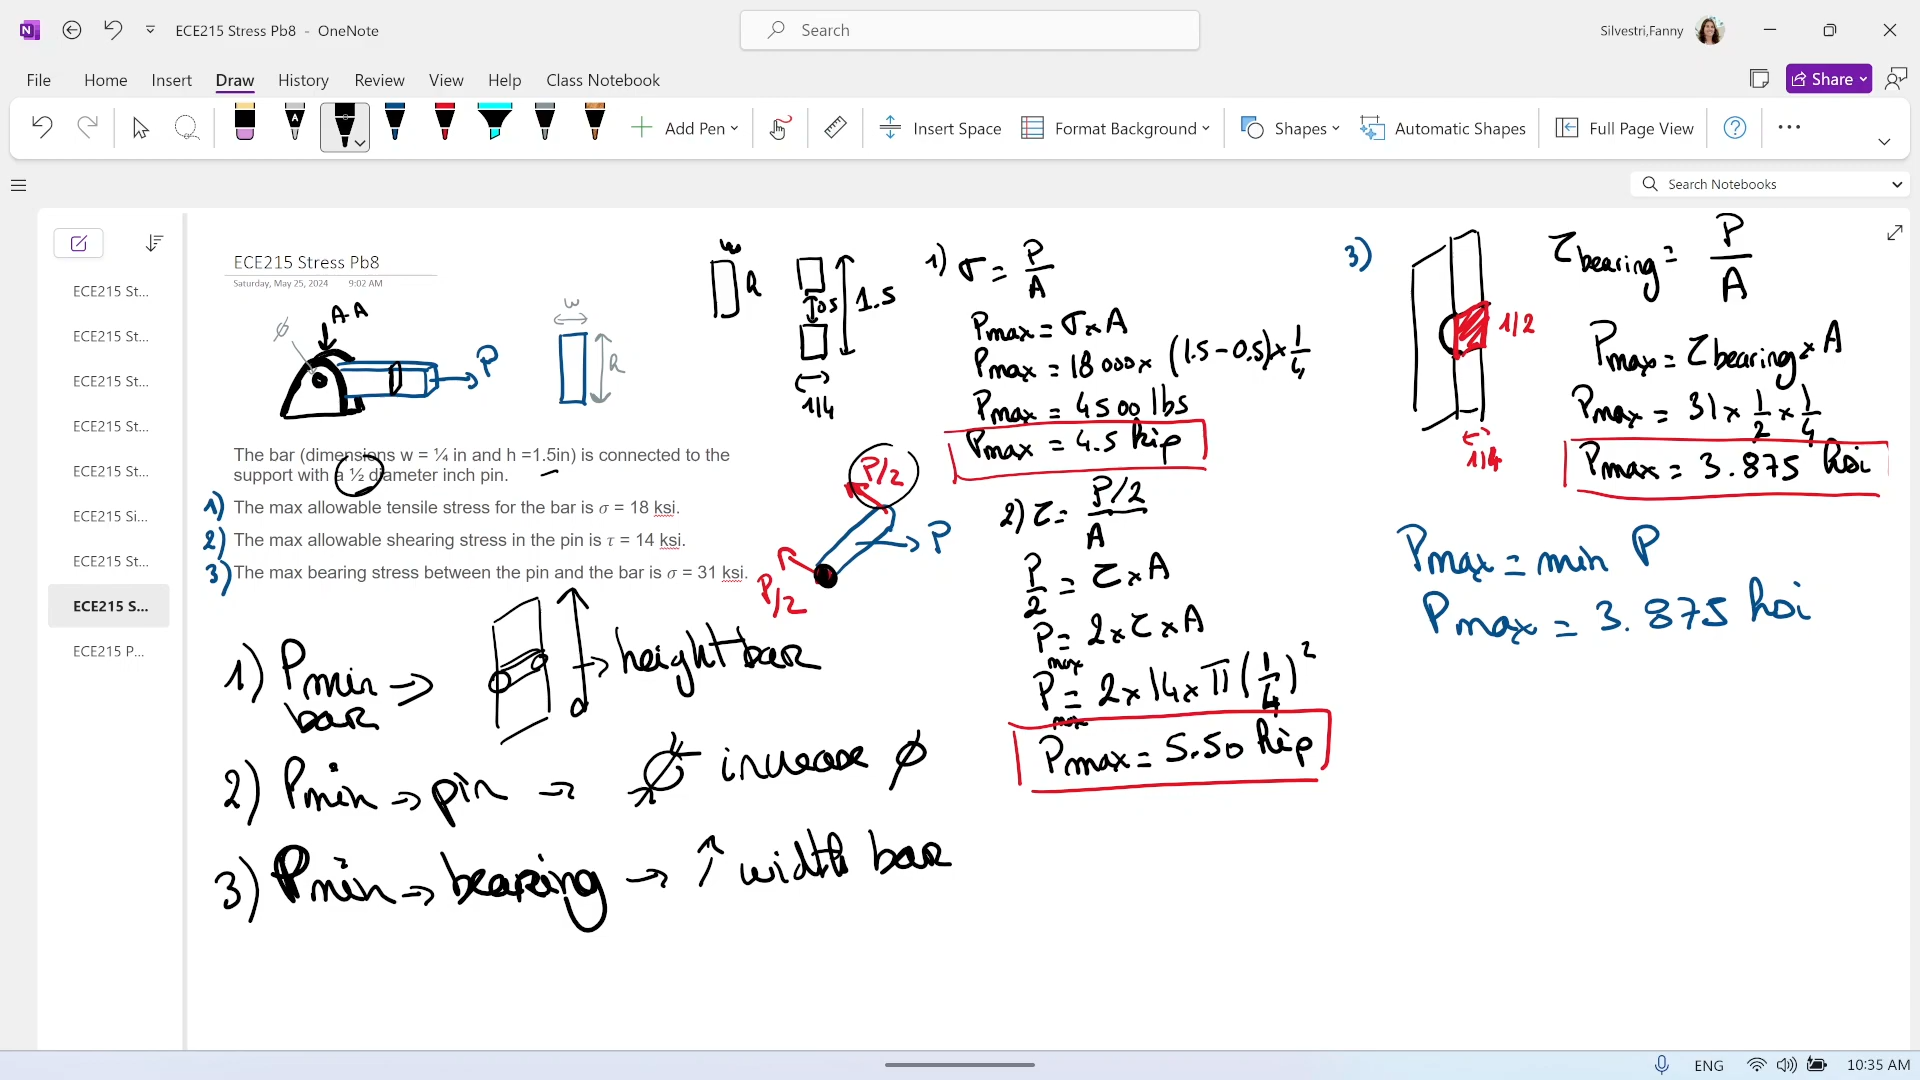 ECE215 Stress Pb8 - OneNote
Search
Silvestri,Fanny
File Home Insert Draw History Review View Help Class Notebook
Share
Add Pen
Insert Space
Format Background
Shapes
Automatic Shapes
Full Page View
Search Notebooks
ECE215 St...
ECE215 St...
ECE215 St...
ECE215 St...
ECE215 St...
ECE215 Si...
ECE215 St...
ECE215 S...
ECE215 P...
ECE215 Stress Pb8
Saturday, May 25, 2024 9:02 AM
A-A
ϕ
P
w
h
The bar (dimensions w = ¼ in and h =1.5in) is connected to the
support with a ½ diameter inch pin.
1) The max allowable tensile stress for the bar is σ = 18 ksi.
2) The max allowable shearing stress in the pin is τ = 14 ksi.
3) The max bearing stress between the pin and the bar is σ = 31 ksi.
1) Pmin bar → height bar
2) Pmin → pin → increase ϕ
3) Pmin → bearing → ↑ width bar
w
h
0.5
1.5
1/4
P/2
P
P/2
1) σ = P/A
Pmax = σ x A
Pmax = 18 000 x (1.5 - 0.5) x 1/4
Pmax = 4500 lbs
Pmax = 4.5 kip
2) τ = P/2 / A
P/2 = τ x A
Pmax = 2 x τ x A
Pmax = 2 x 14 x π (1/4)²
Pmax = 5.50 kip
3)
1/2
1/4
τ bearing = P/A
Pmax = τ bearing x A
Pmax = 31 x 1/2 x 1/4
Pmax = 3.875 ksi
Pmax = min P
Pmax = 3.875 ksi
ENG
10:35 AM